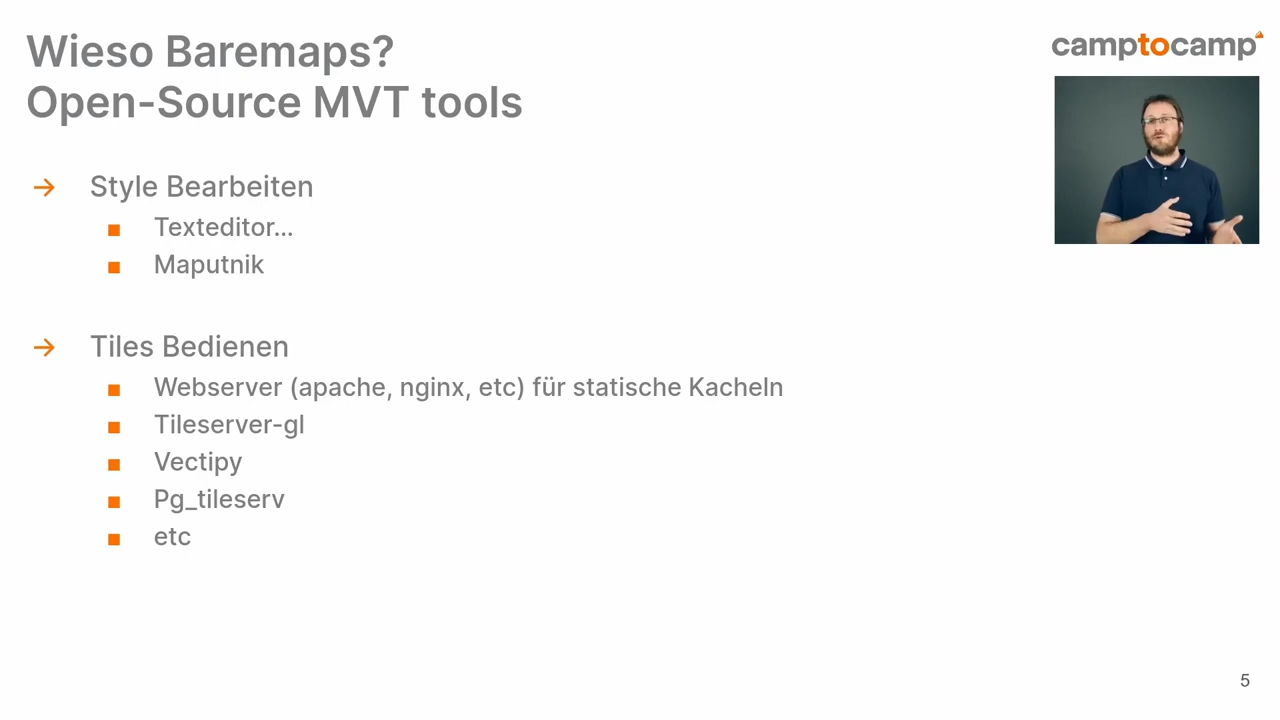 Wieso Baremaps?
Open-Source MVT tools
camptocamp
→ Style Bearbeiten
■ Texteditor...
■ Maputnik
→ Tiles Bedienen
■ Webserver (apache, nginx, etc) für statische Kacheln
■ Tileserver-gl
■ Vectipy
■ Pg_tileserv
■ etc
5